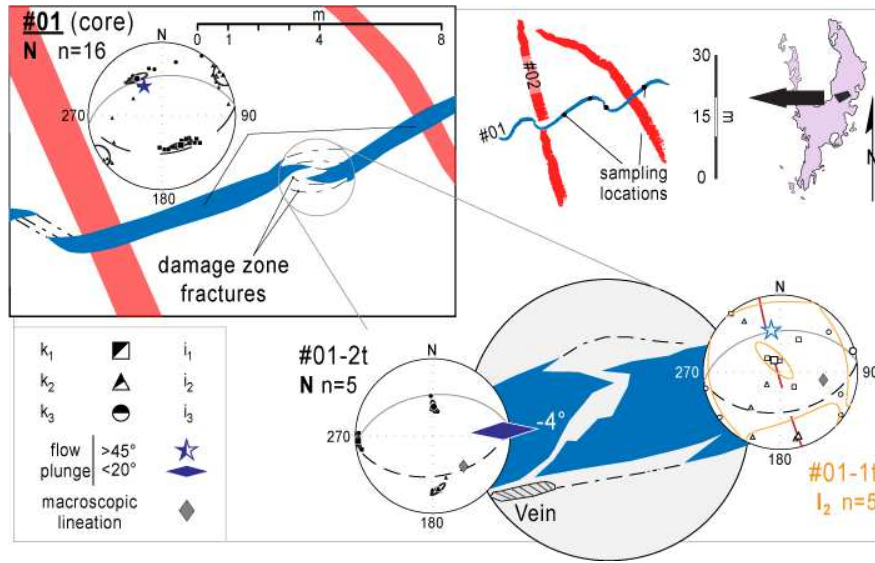 #01 (core)
N n=16
m
0 1 4 8
270
90
180
damage zone
fractures
#02
#01
sampling
locations
30
20
15
m
0
k1 i1
k2 i2
k3 i3
flow >45°
plunge <20°
macroscopic
lineation
#01-2t
N n=5
N
270
180
-4°
Vein
N
270
90
180
#01-1t
I2 n=5